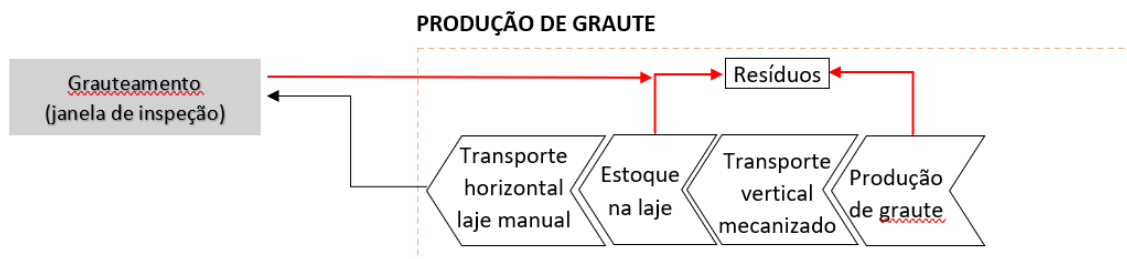 PRODUÇÃO DE GRAUTE
Grauteamento
(janela de inspeção)
Resíduos
Transporte
horizontal
laje manual
Estoque
na laje
Transporte
vertical
mecanizado
Produção
de graute